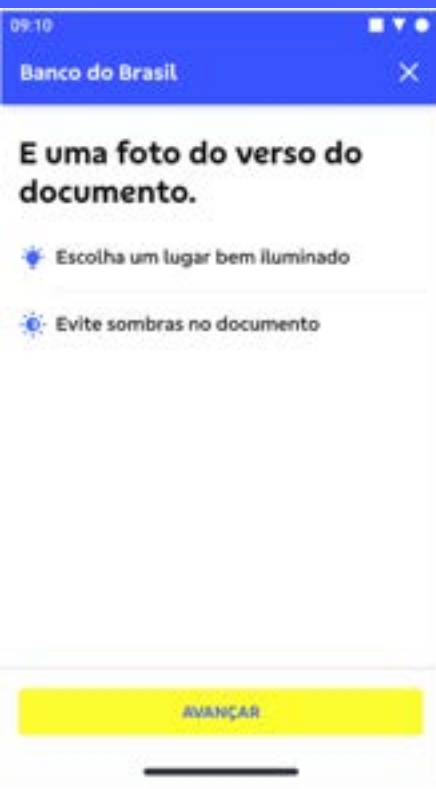 09:10
Banco do Brasil
E uma foto do verso do
documento.
Escolha um lugar bem iluminado
Evite sombras no documento
AVANÇAR